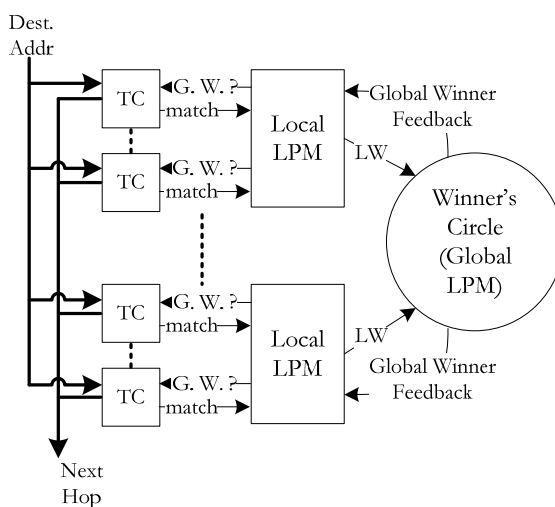 Dest.
Addr
TC
G. W. ?
match
TC
G. W. ?
match
Local
LPM
Global Winner
Feedback
LW
Winner's
Circle
(Global
LPM)
TC
G. W. ?
match
TC
G. W. ?
match
Local
LPM
LW
Global Winner
Feedback
Next
Hop